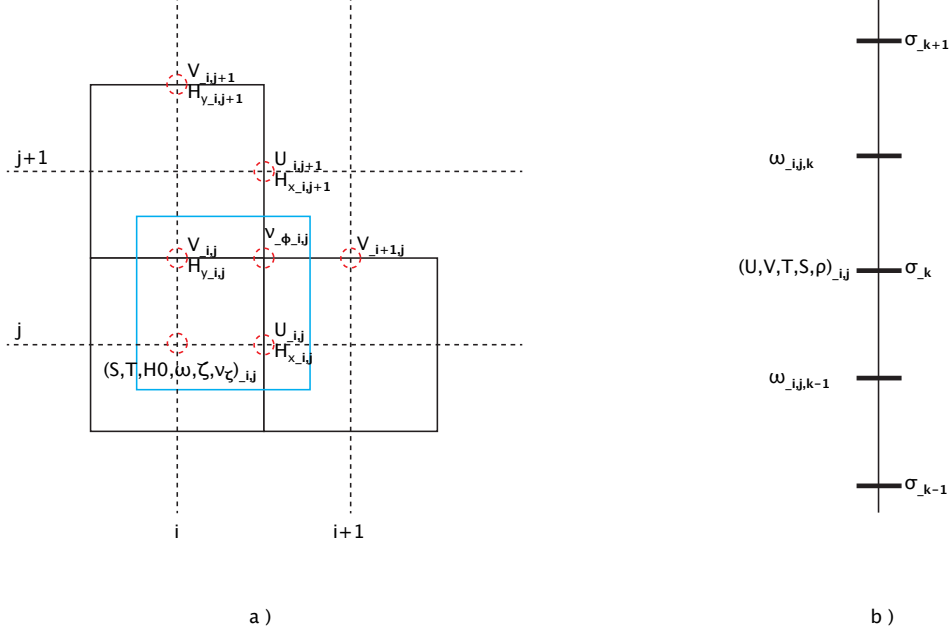 V_i,j+1
H_y_i,j+1
j+1
U_i,j+1
H_x_i,j+1
ν_ϕ_i,j
V_i,j
H_y_i,j
V_i+1,j
j
U_i,j
H_x_i,j
(S,T,H0,ω,ζ,ν_ζ)_i,j
i
i+1
a )
σ_k+1
ω_i,j,k
(U,V,T,S,ρ)_i,j
σ_k
ω_i,j,k-1
σ_k-1
b )